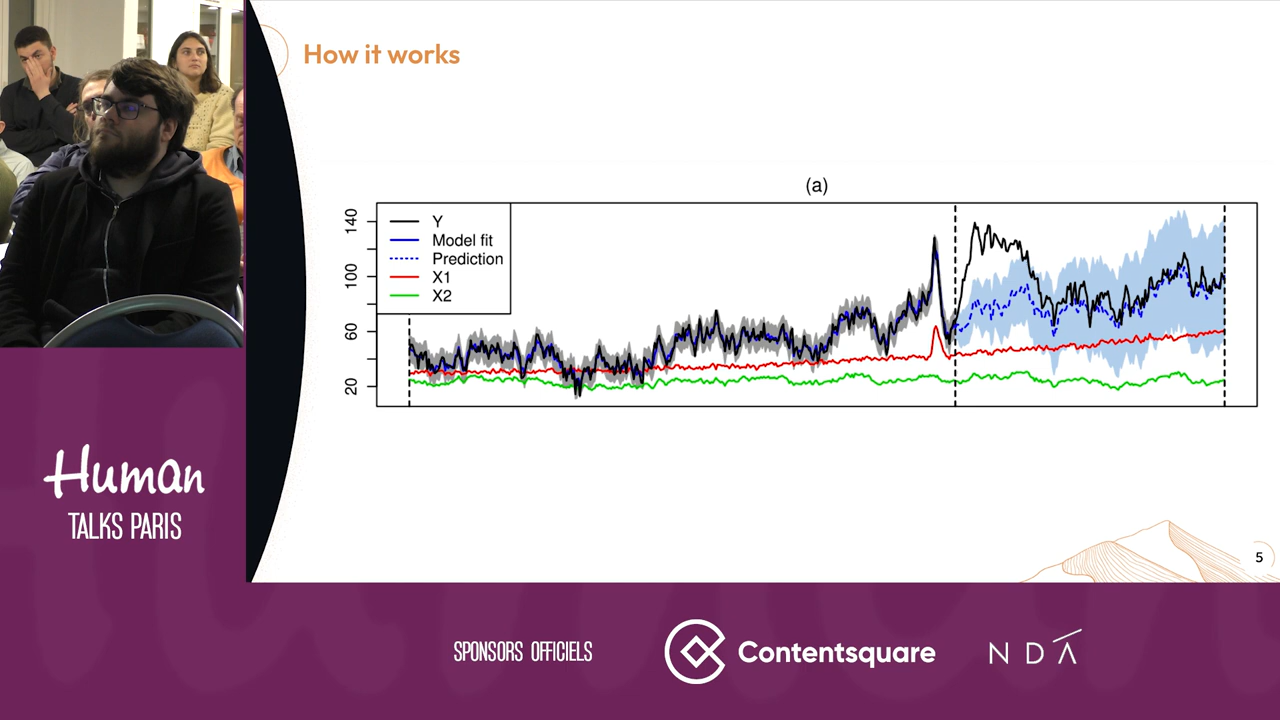 How it works
(a)
Y
Model fit
Prediction
X1
X2
140
100
60
20
5
Human
TALKS PARIS
SPONSORS OFFICIELS
Contentsquare
NDA